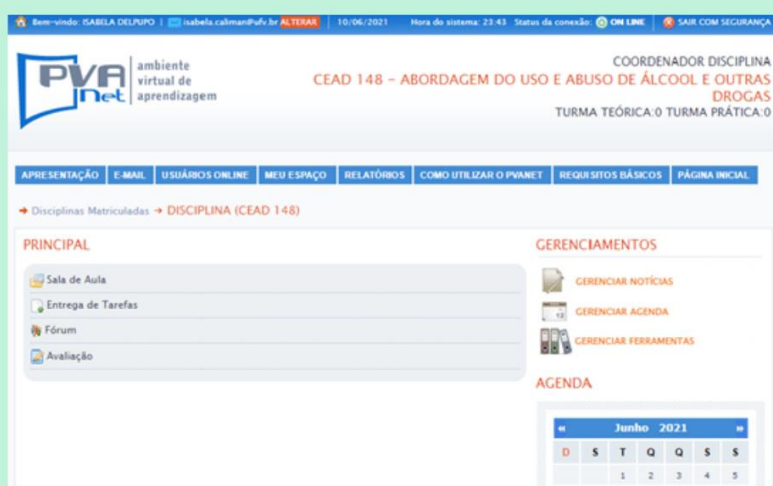 Bem-vindo: ISABELA DELPUPO | isabela.caliman@ufv.br ALTERAR | 10/06/2021 Hora do sistema: 23:43 Status da conexão: ON LINE SAIR COM SEGURANÇA
PVA Net
ambiente
virtual de
aprendizagem
COORDENADOR DISCIPLINA
CEAD 148 - ABORDAGEM DO USO E ABUSO DE ÁLCOOL E OUTRAS
DROGAS
TURMA TEÓRICA:0 TURMA PRÁTICA:0
APRESENTAÇÃO E-MAIL USUÁRIOS ONLINE MEU ESPAÇO RELATÓRIOS COMO UTILIZAR O PVANET REQUISITOS BÁSICOS PÁGINA INICIAL
Disciplinas Matriculadas DISCIPLINA (CEAD 148)
PRINCIPAL
Sala de Aula
Entrega de Tarefas
Fórum
Avaliação
GERENCIAMENTOS
GERENCIAR NOTÍCIAS
GERENCIAR AGENDA
GERENCIAR FERRAMENTAS
AGENDA
« Junho 2021 »
D S T Q Q S S
1 2 3 4 5